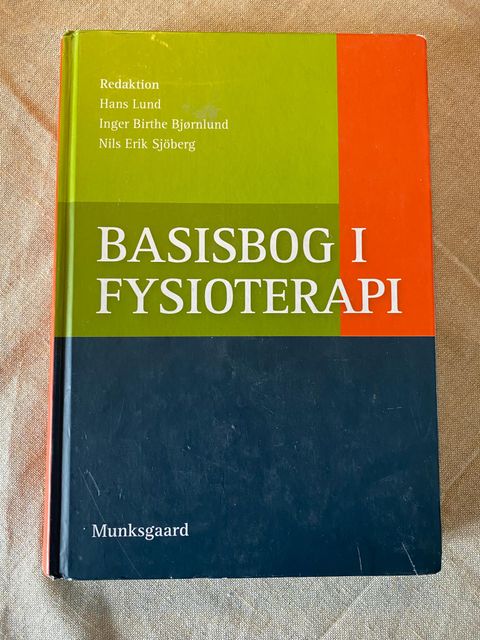 Redaktion
Hans Lund
Inger Birthe Bjørnlund
Nils Erik Sjöberg
BASISBOG I
FYSIOTERAPI
Munksgaard